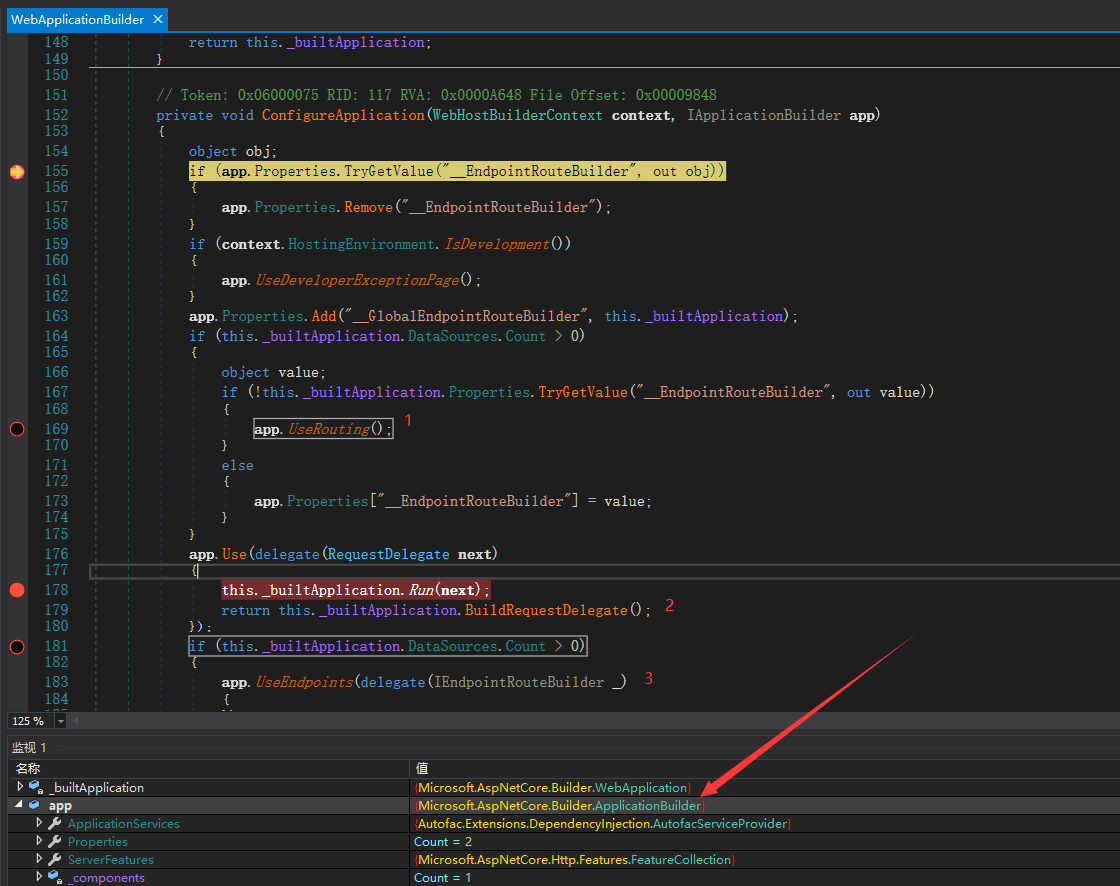 WebApplicationBuilder ✕
148 return this._builtApplication;
149 }
150
151 // Token: 0x06000075 RID: 117 RVA: 0x0000A648 File Offset: 0x00009848
152 private void ConfigureApplication(WebHostBuilderContext context, IApplicationBuilder app)
153 {
154 object obj;
155 if (app.Properties.TryGetValue("__EndpointRouteBuilder", out obj))
156 {
157 app.Properties.Remove("__EndpointRouteBuilder");
158 }
159 if (context.HostingEnvironment.IsDevelopment())
160 {
161 app.UseDeveloperExceptionPage();
162 }
163 app.Properties.Add("__GlobalEndpointRouteBuilder", this._builtApplication);
164 if (this._builtApplication.DataSources.Count > 0)
165 {
166 object value;
167 if (!this._builtApplication.Properties.TryGetValue("__EndpointRouteBuilder", out value))
168 {
169 app.UseRouting(); 1
170 }
171 else
172 {
173 app.Properties["__EndpointRouteBuilder"] = value;
174 }
175 }
176 app.Use(delegate(RequestDelegate next)
177 {
178 this._builtApplication.Run(next);
179 return this._builtApplication.BuildRequestDelegate(); 2
180 });
181 if (this._builtApplication.DataSources.Count > 0)
182 {
183 app.UseEndpoints(delegate(IEndpointRouteBuilder _) 3
184 {
125 %
监视 1
名称 值
_builtApplication {Microsoft.AspNetCore.Builder.WebApplication}
app {Microsoft.AspNetCore.Builder.ApplicationBuilder}
ApplicationServices {Autofac.Extensions.DependencyInjection.AutofacServiceProvider}
Properties Count = 2
ServerFeatures {Microsoft.AspNetCore.Http.Features.FeatureCollection}
_components Count = 1